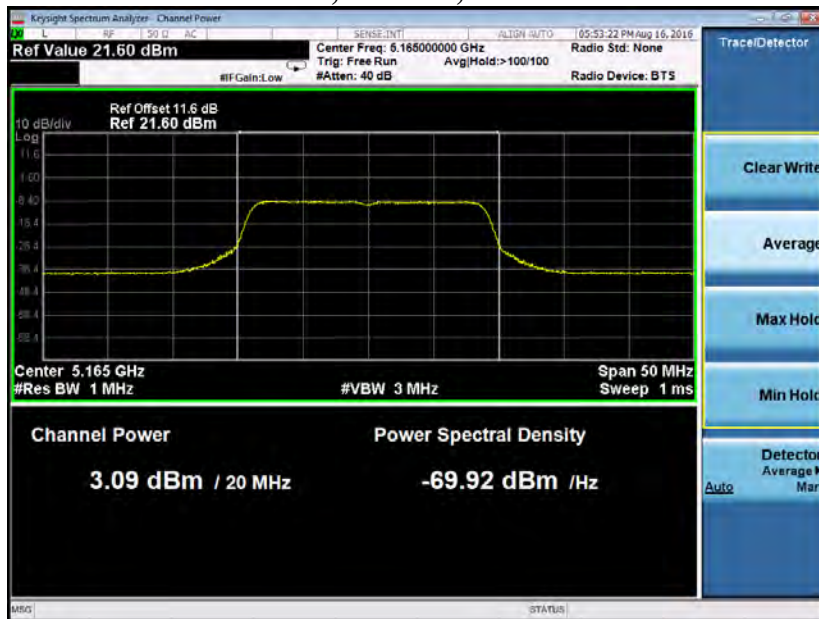 Keysight Spectrum Analyzer - Channel Power
L RF 50 Ω AC SENSE:INT ALIGN AUTO 05:53:22 PM Aug 16, 2016
Ref Value 21.60 dBm
Center Freq: 5.165000000 GHz
Radio Std: None
Trig: Free Run Avg|Hold:>100/100
#IFGain:Low
#Atten: 40 dB
Radio Device: BTS
Trace/Detector
Ref Offset 11.6 dB
10 dB/div Ref 21.60 dBm
Log
11.6
1.60
-8.40
-18.4
-28.4
-38.4
-48.4
-58.4
-68.4
Center 5.165 GHz
Span 50 MHz
#Res BW 1 MHz
#VBW 3 MHz
Sweep 1 ms
Channel Power
Power Spectral Density
3.09 dBm / 20 MHz
-69.92 dBm /Hz
Clear Write
Average
Max Hold
Min Hold
Detector
Average
Auto Man
MSG
STATUS